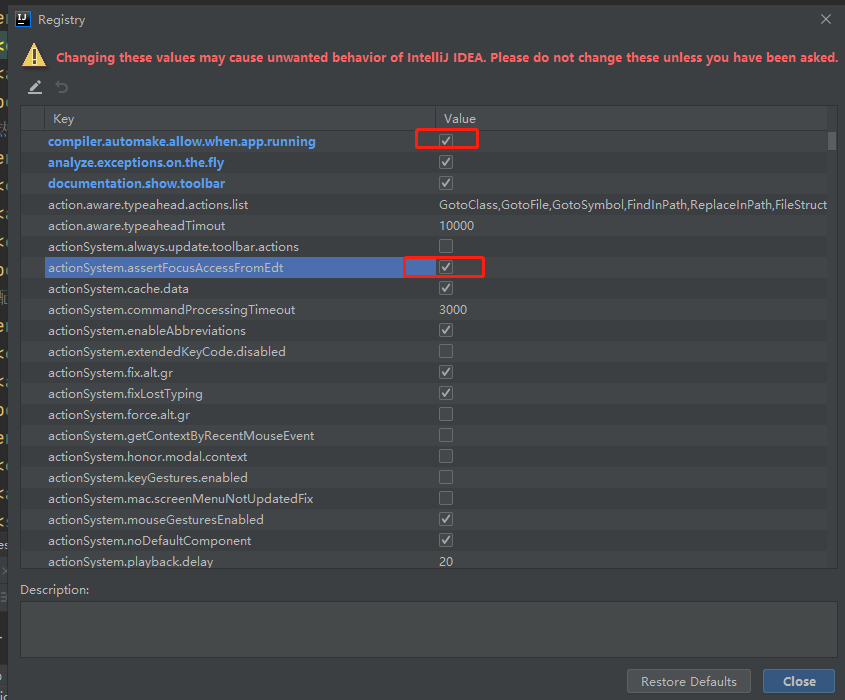 Registry
Changing these values may cause unwanted behavior of IntelliJ IDEA. Please do not change these unless you have been asked.
Key Value
compiler.automake.allow.when.app.running
analyze.exceptions.on.the.fly
documentation.show.toolbar
action.aware.typeahead.actions.list GotoClass,GotoFile,GotoSymbol,FindInPath,ReplaceInPath,FileStruct
action.aware.typeaheadTimout 10000
actionSystem.always.update.toolbar.actions
actionSystem.assertFocusAccessFromEdt
actionSystem.cache.data
actionSystem.commandProcessingTimeout 3000
actionSystem.enableAbbreviations
actionSystem.extendedKeyCode.disabled
actionSystem.fix.alt.gr
actionSystem.fixLostTyping
actionSystem.force.alt.gr
actionSystem.getContextByRecentMouseEvent
actionSystem.honor.modal.context
actionSystem.keyGestures.enabled
actionSystem.mac.screenMenuNotUpdatedFix
actionSystem.mouseGesturesEnabled
actionSystem.noDefaultComponent
actionSystem.playback.delay 20
Description:
Restore Defaults Close